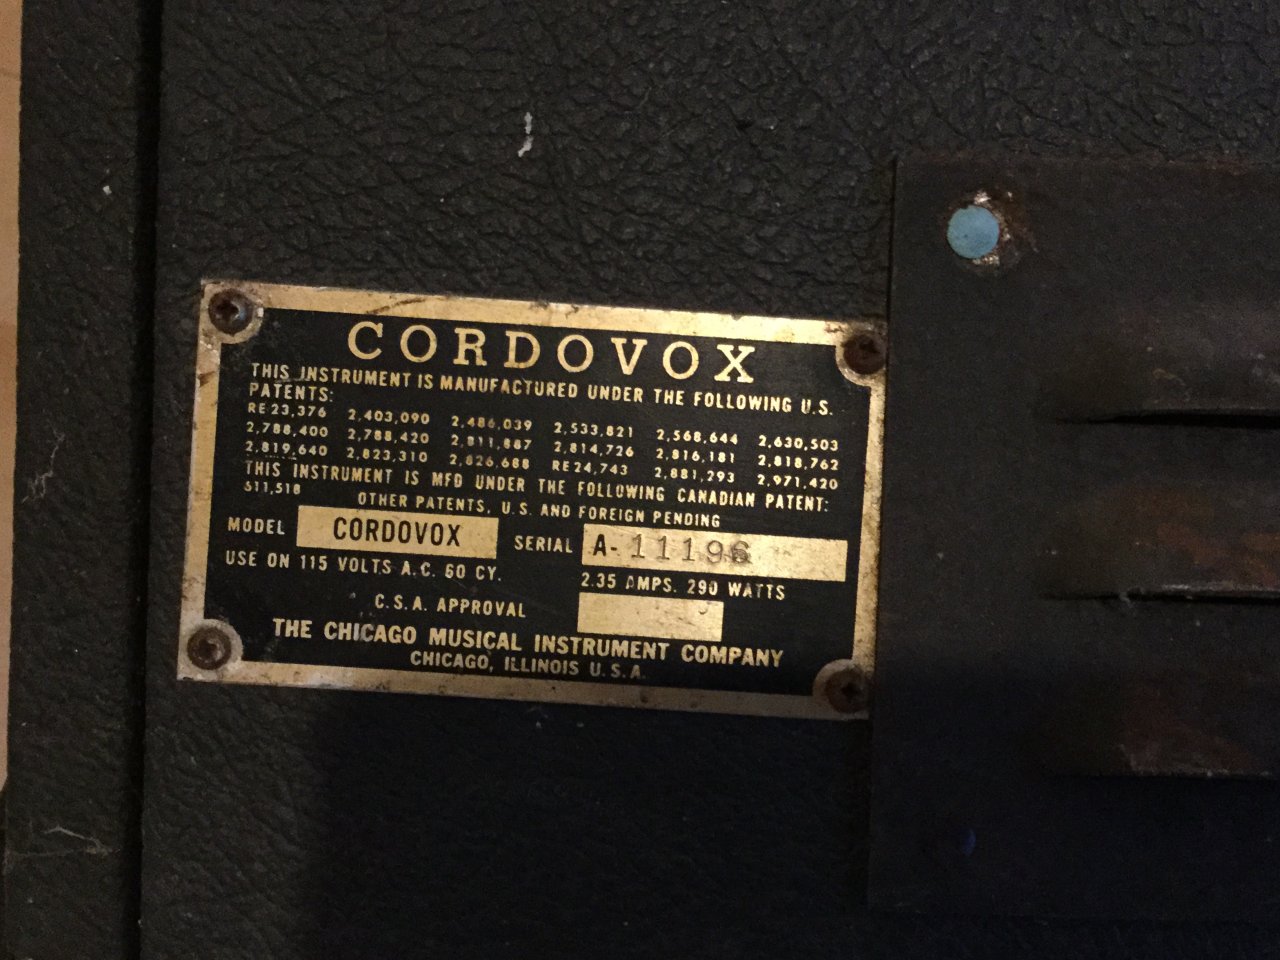 CORDOVOX
THIS INSTRUMENT IS MANUFACTURED UNDER THE FOLLOWING U.S.
PATENTS:
RE 23,376 2,403,090 2,486,039 2,533,821 2,568,644 2,630,503
2,788,400 2,788,420 2,811,887 2,814,726 2,816,181 2,818,762
2,819,640 2,823,310 2,826,688 RE 24,743 2,881,293 2,971,420
THIS INSTRUMENT IS MFD UNDER THE FOLLOWING CANADIAN PATENT:
511,518 OTHER PATENTS, U.S. AND FOREIGN PENDING
MODEL CORDOVOX SERIAL A- 11196
USE ON 115 VOLTS A.C. 60 CY. 2.35 AMPS. 290 WATTS
C.S.A. APPROVAL
THE CHICAGO MUSICAL INSTRUMENT COMPANY
CHICAGO, ILLINOIS U.S.A.